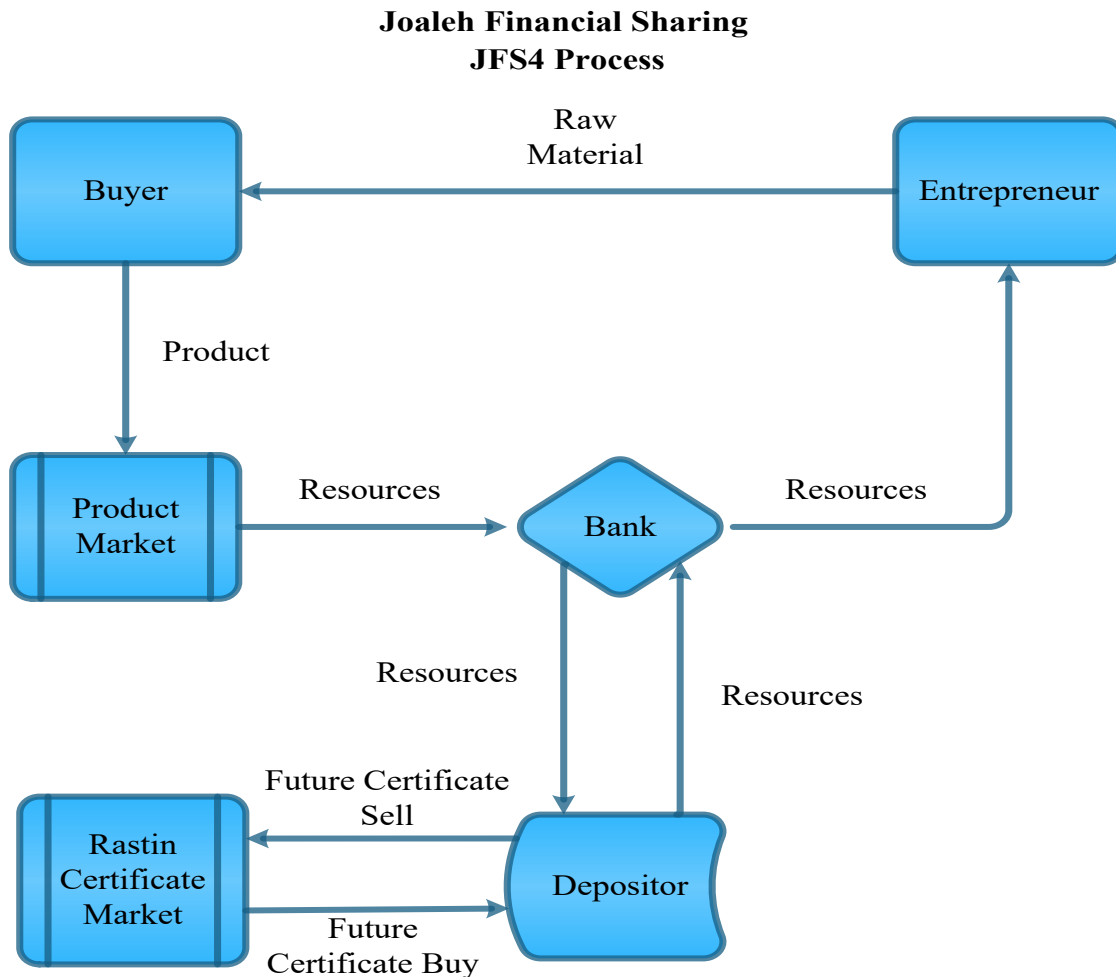 Joaleh Financial Sharing
JFS4 Process
Raw
Material
Buyer
Entrepreneur
Product
Product
Market
Resources
Bank
Resources
Resources
Resources
Future Certificate
Sell
Rastin
Certificate
Market
Depositor
Future
Certificate Buy